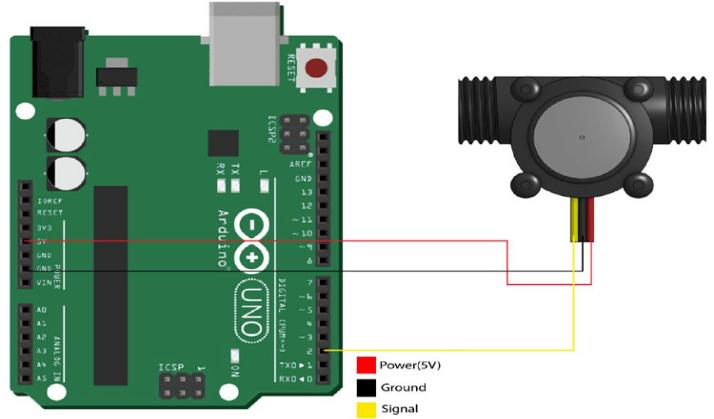 RESET
ICSP2
AREF
GND
13
12
~11
~10
~9
8
7
~6
~5
4
~3
2
TXD▶1
RXD◀0
DIGITAL (PWM=~)
RX
TX
L
Arduino
UNO
ON
ICSP
1
IOREF
RESET
3V3
5V
GND
GND
VIN
POWER
A0
A1
A2
A3
A4
A5
ANALOG IN
Power(5V)
Ground
Signal